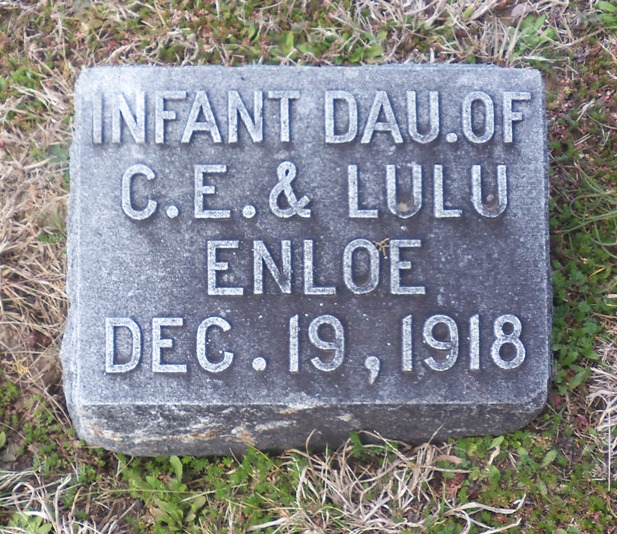 INFANT DAU. OF
C. E. & LULU
ENLOE
DEC. 19, 1918